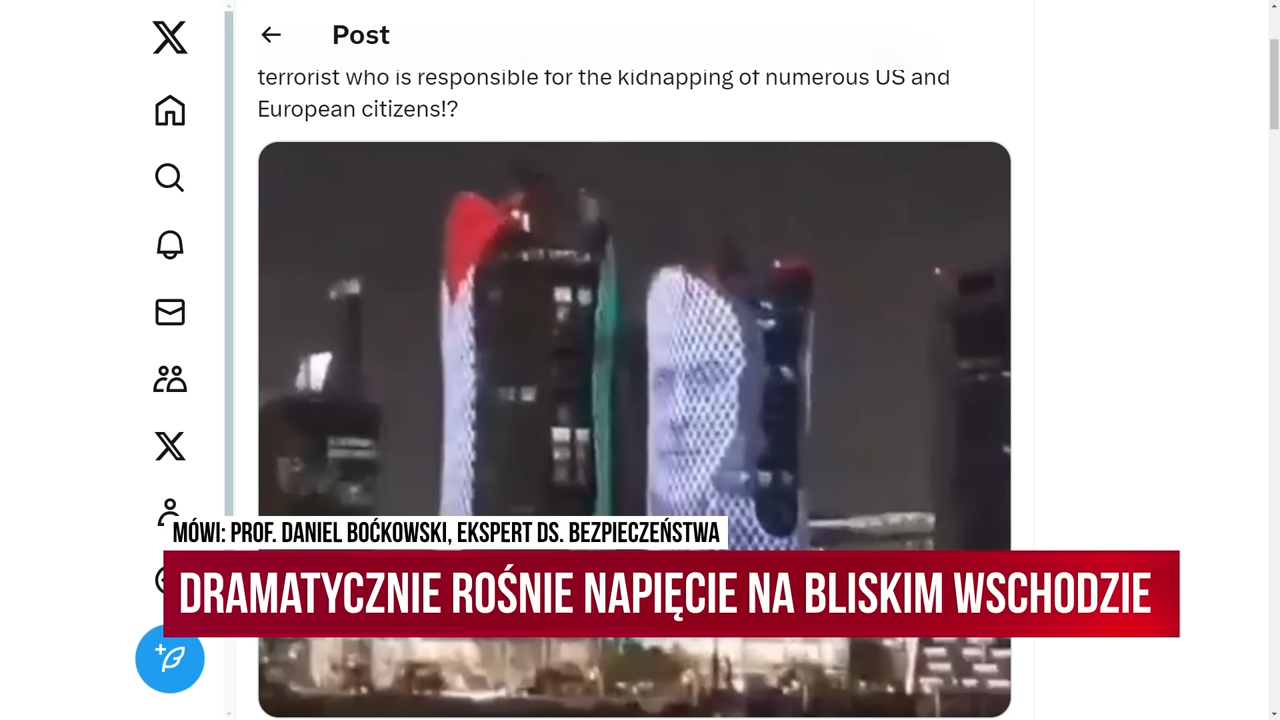 Post
terrorist who is responsible for the kidnapping of numerous US and
European citizens!?
MÓWI: PROF. DANIEL BOĆKOWSKI, EKSPERT DS. BEZPIECZEŃSTWA
DRAMATYCZNIE ROŚNIE NAPIĘCIE NA BLISKIM WSCHODZIE